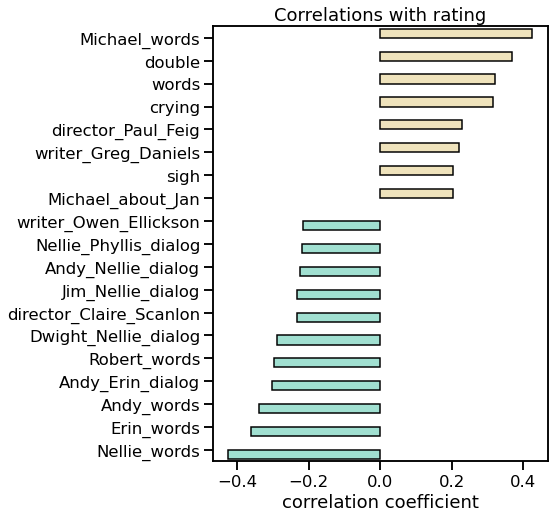 Correlations with rating
Michael_words
double
words
crying
director_Paul_Feig
writer_Greg_Daniels
sigh
Michael_about_Jan
writer_Owen_Ellickson
Nellie_Phyllis_dialog
Andy_Nellie_dialog
Jim_Nellie_dialog
director_Claire_Scanlon
Dwight_Nellie_dialog
Robert_words
Andy_Erin_dialog
Andy_words
Erin_words
Nellie_words
−0.4 −0.2 0.0 0.2 0.4
correlation coefficient